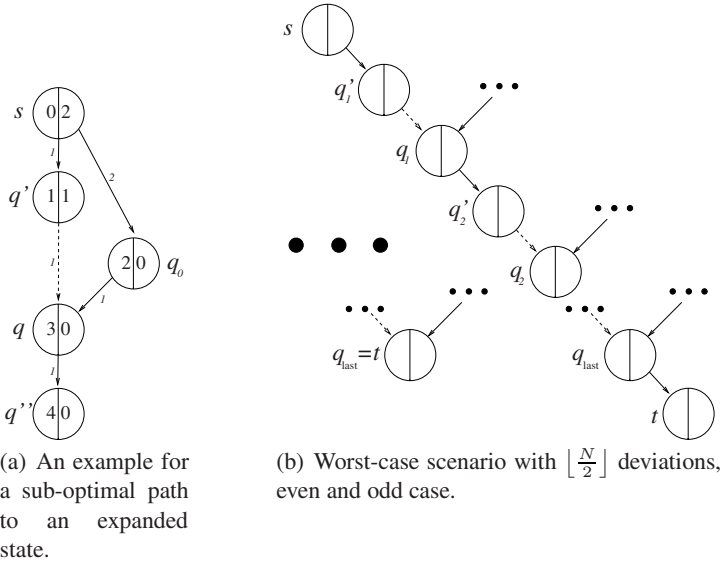 s 0 2
1
2
q' 1 1
1
2 0 q₀
1
q 3 0
1
q'' 4 0
(a) An example for
a sub-optimal path
to an expanded
state.
s
q'₁
q₁
q'₂
q₂
q_last=t
q_last
t
(b) Worst-case scenario with ⌊N/2⌋ deviations,
even and odd case.